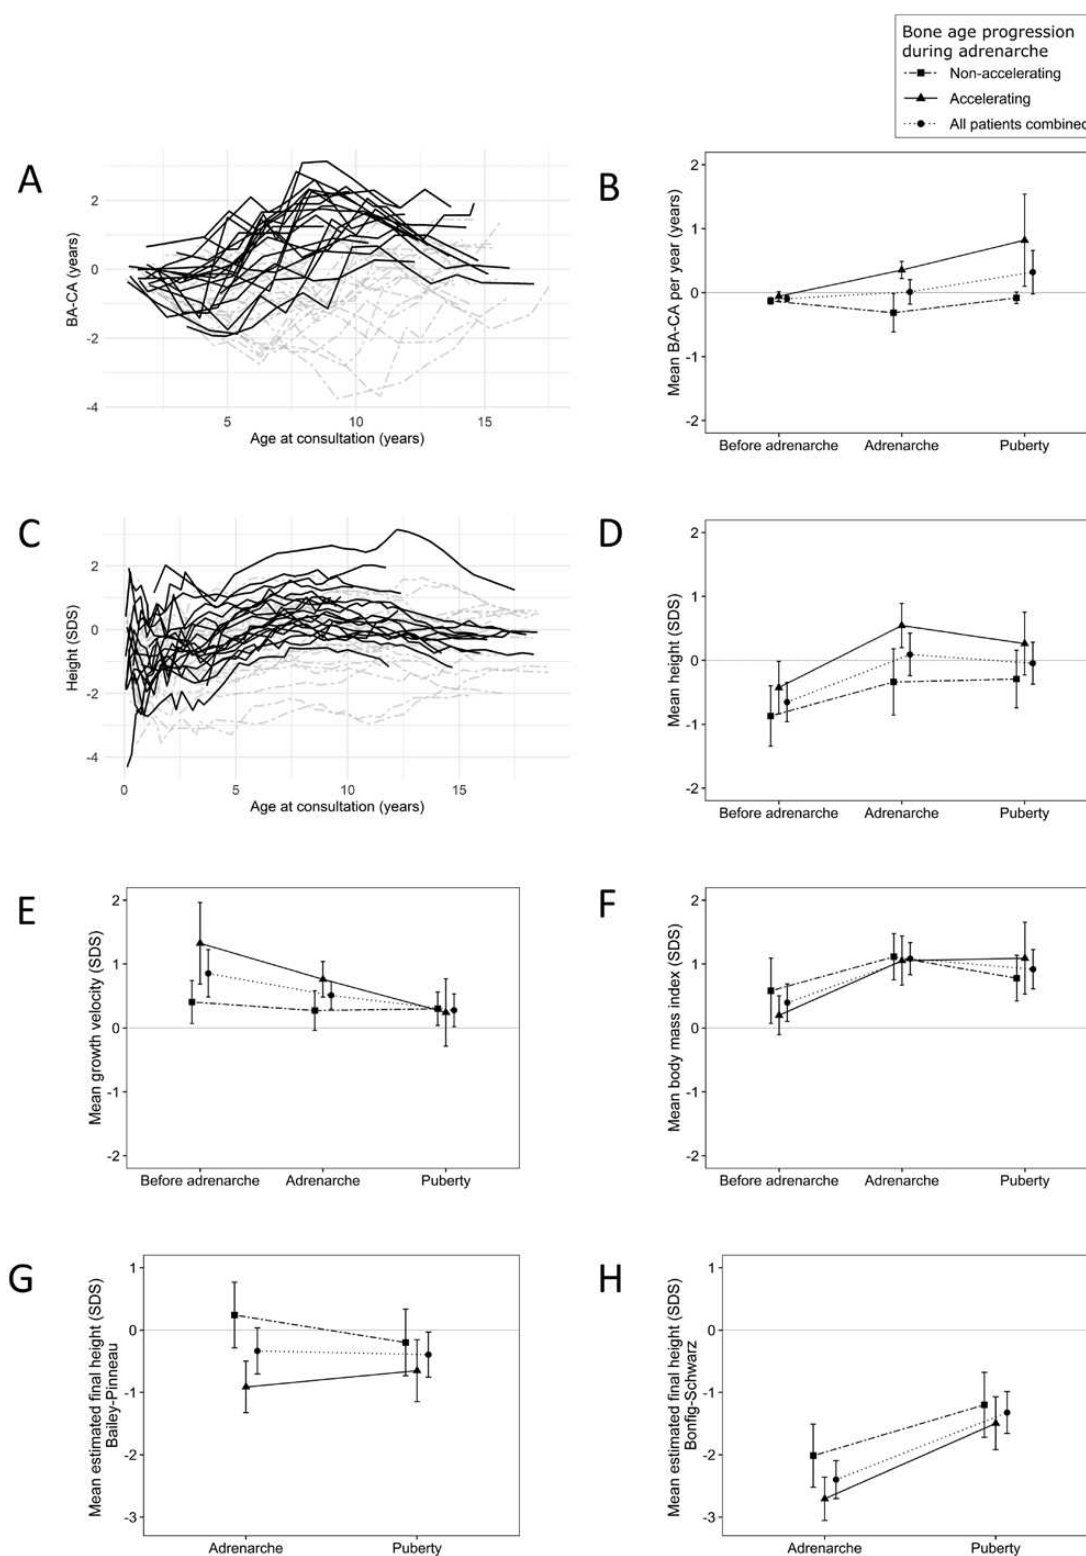 Bone age progression
during adrenarche
Non-accelerating
Accelerating
All patients combined
A
BA-CA (years)
2
0
-2
-4
5
10
15
Age at consultation (years)
B
Mean BA-CA per year (years)
2
1
0
-1
-2
Before adrenarche
Adrenarche
Puberty
C
Height (SDS)
2
0
-2
-4
0
5
10
15
Age at consultation (years)
D
Mean height (SDS)
2
1
0
-1
-2
Before adrenarche
Adrenarche
Puberty
E
Mean growth velocity (SDS)
2
1
0
-1
-2
Before adrenarche
Adrenarche
Puberty
F
Mean body mass index (SDS)
2
1
0
-1
-2
Before adrenarche
Adrenarche
Puberty
G
Mean estimated final height (SDS)
Bailey-Pinneau
1
0
-1
-2
-3
Adrenarche
Puberty
H
Mean estimated final height (SDS)
Bonfig-Schwarz
1
0
-1
-2
-3
Adrenarche
Puberty